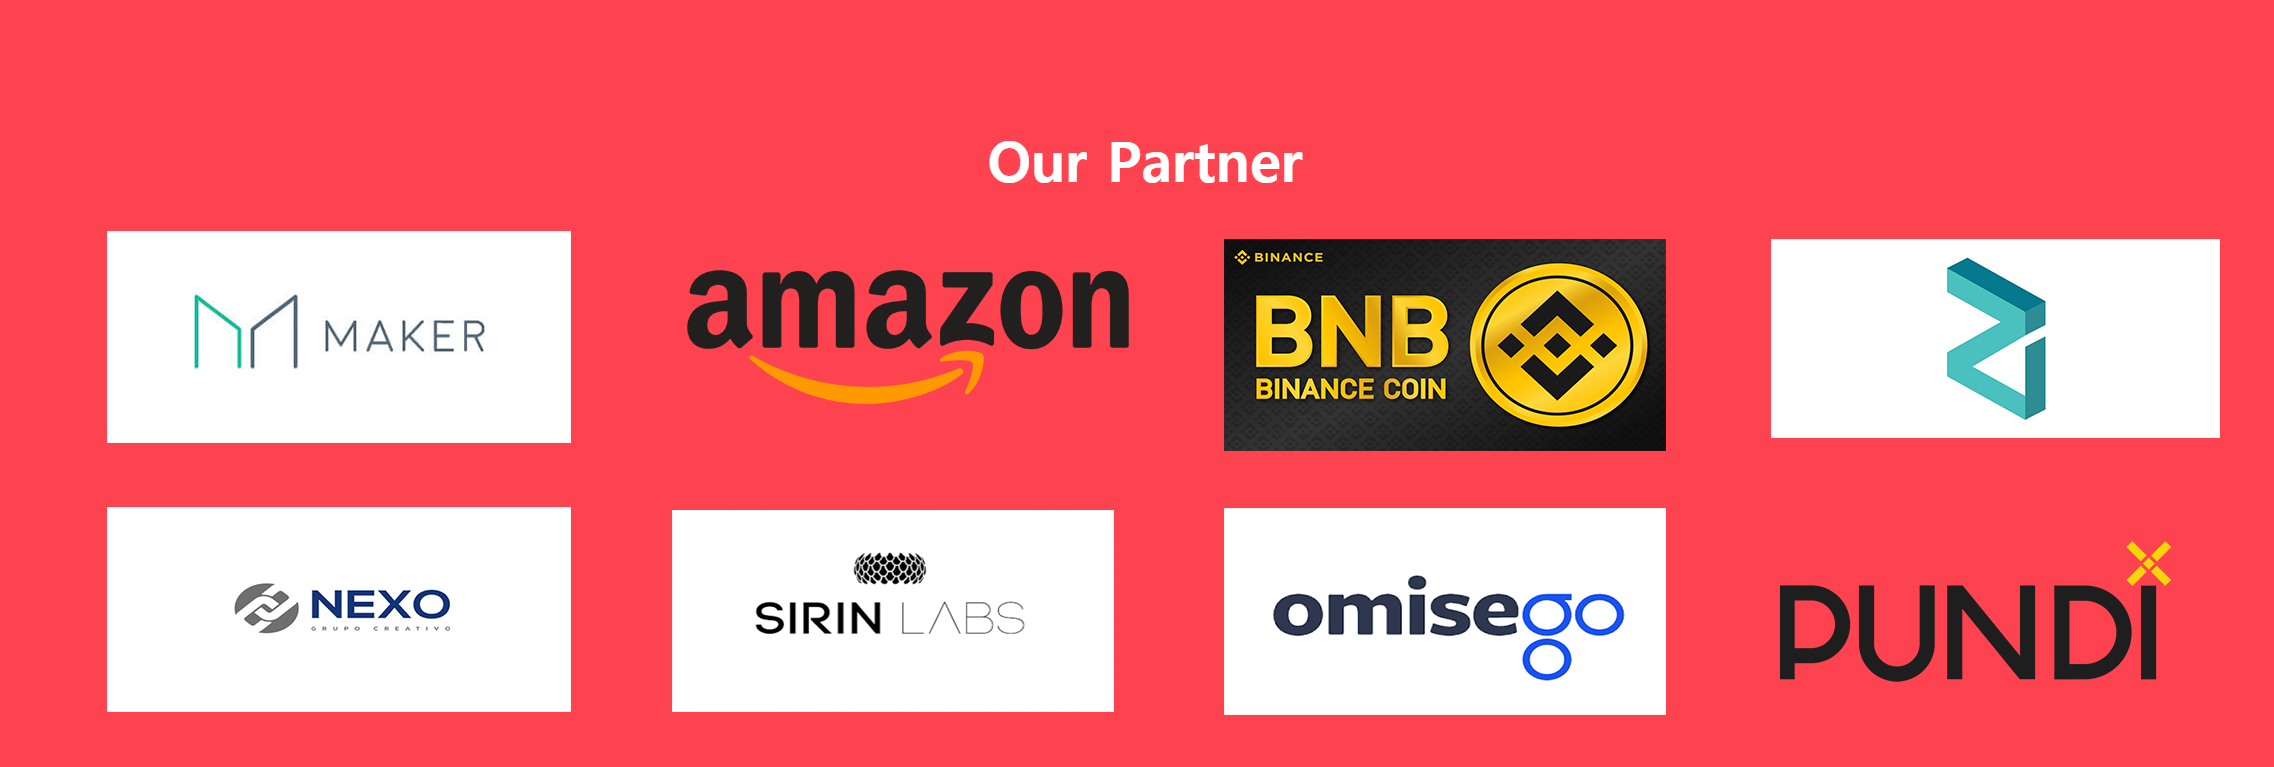 Our Partner
MAKER
amazon
BINANCE
BNB
BINANCE COIN
NEXO
GRUPO CREATIVO
SIRIN LABS
omisego
PUNDI X